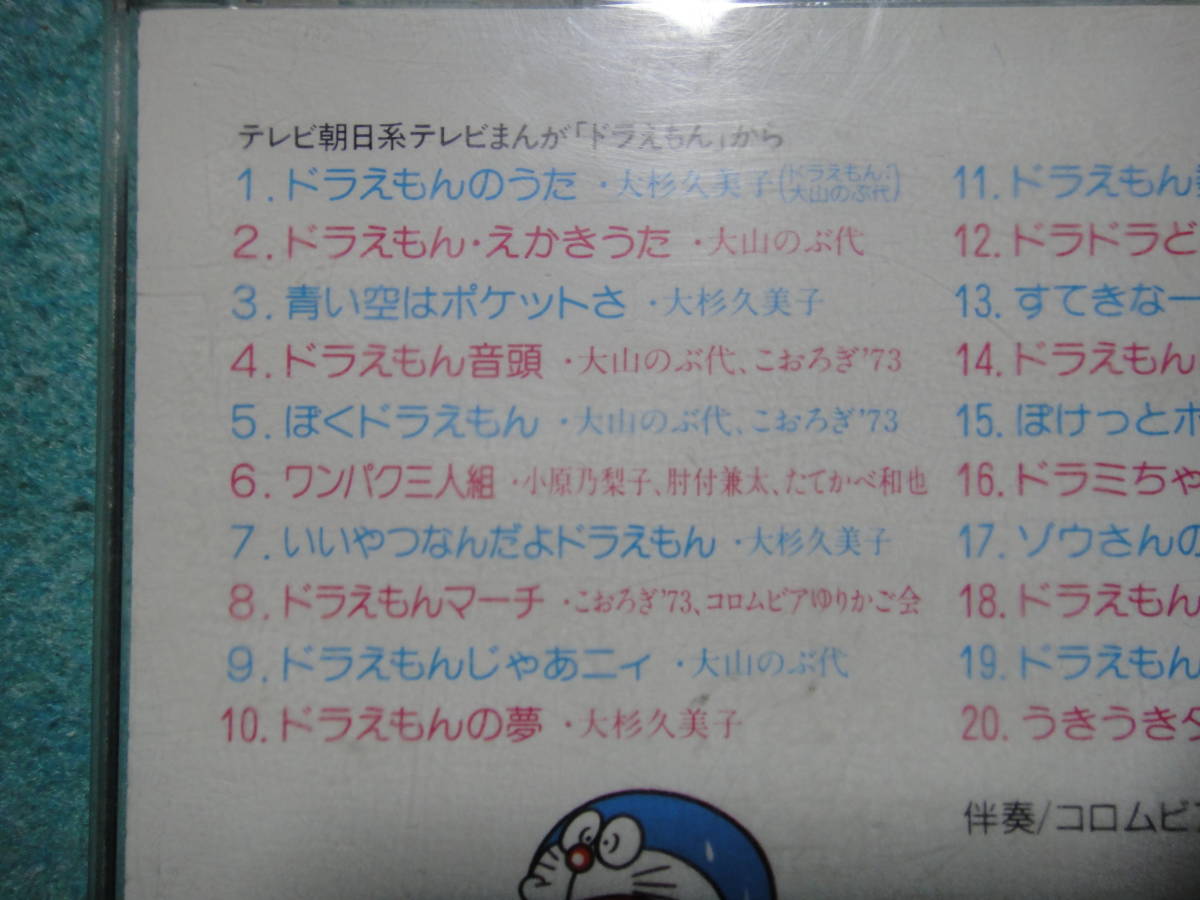 テレビ朝日系テレビまんが「ドラえもん」から
1. ドラえもんのうた ・大杉久美子(ドラえもん:大山のぶ代)
2. ドラえもん・えかきうた ・大山のぶ代
3. 青い空はポケットさ ・大杉久美子
4. ドラえもん音頭 ・大山のぶ代、こおろぎ'73
5. ぼくドラえもん ・大山のぶ代、こおろぎ'73
6. ワンパク三人組 ・小原乃梨子、肘付兼太、たてかべ和也
7. いいやつなんだよドラえもん ・大杉久美子
8. ドラえもんマーチ ・こおろぎ'73、コロムビアゆりかご会
9. ドラえもんじゃあニィ ・大山のぶ代
10. ドラえもんの夢 ・大杉久美子
11. ドラえもん
12. ドラドラど
13. すてきな一
14. ドラえもん
15. ぽけっとポ
16. ドラミちゃ
17. ゾウさんの
18. ドラえもん
19. ドラえもん
20. うきうきタ
伴奏/コロムビ